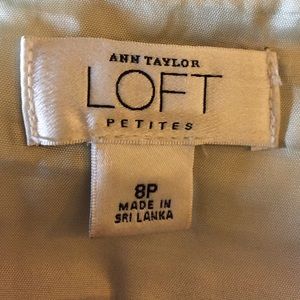 ANN TAYLOR
LOFT
PETITES
8P
MADE IN
SRI LANKA